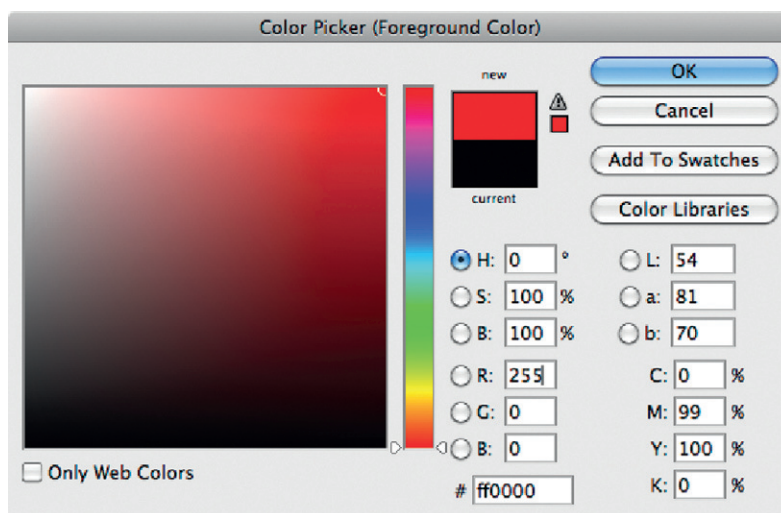 Color Picker (Foreground Color)
new
current
OK
Cancel
Add To Swatches
Color Libraries
H: 0 °
S: 100 %
B: 100 %
R: 255
G: 0
B: 0
# ff0000
L: 54
a: 81
b: 70
C: 0 %
M: 99 %
Y: 100 %
K: 0 %
Only Web Colors